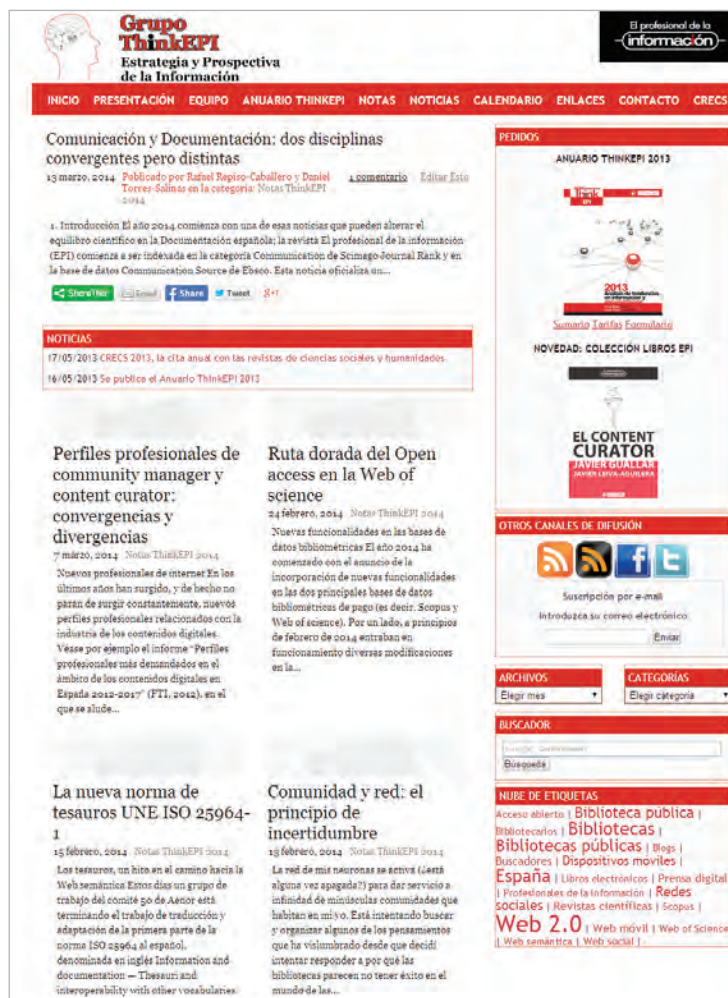 Grupo
ThinkEPI
Estrategia y Prospectiva
de la Información
El profesional de la
información
INICIO PRESENTACIÓN EQUIPO ANUARIO THINKEPI NOTAS NOTICIAS CALENDARIO ENLACES CONTACTO CRECS
Comunicación y Documentación: dos disciplinas
convergentes pero distintas
13 marzo, 2014 Publicado por Rafael Repiso-Caballero y Daniel
Torres-Salinas en la categoría: Notas ThinkEPI
2014
1 comentario Editar Esto
1. Introducción El año 2014 comienza con una de esas noticias que pueden alterar el
equilibro científico en la Documentación española; la revista El profesional de la información
(EPI) comienza a ser indexada en la categoría Communication de Scimago Journal Rank y en
la base de datos Communication Source de Ebsco. Esta noticia oficializa un...
ShareThis Email Share Tweet g+1
NOTICIAS
17/05/2013 CRECS 2013, la cita anual con las revistas de ciencias sociales y humanidades
16/05/2013 Se publica el Anuario ThinkEPI 2013
Perfiles profesionales de
community manager y
content curator:
convergencias y
divergencias
7 marzo, 2014 Notas ThinkEPI 2014
Nuevos profesionales de internet En los
últimos años han surgido, y de hecho no
paran de surgir constantemente, nuevos
perfiles profesionales relacionados con la
industria de los contenidos digitales.
Véase por ejemplo el informe "Perfiles
profesionales más demandados en el
ámbito de los contenidos digitales en
España 2012-2017" (FTI, 2012), en el
que se alude...
Ruta dorada del Open
access en la Web of
science
24 febrero, 2014 Notas ThinkEPI 2014
Nuevas funcionalidades en las bases de
datos bibliométricas El año 2014 ha
comenzado con el anuncio de la
incorporación de nuevas funcionalidades
en las dos principales bases de datos
bibliométricas de pago (es decir, Scopus y
Web of science). Por un lado, a principios
de febrero de 2014 entraban en
funcionamiento diversas modificaciones
en la...
La nueva norma de
tesauros UNE ISO 25964-
1
15 febrero, 2014 Notas ThinkEPI 2014
Los tesauros, un hito en el camino hacia la
Web semántica Estos días un grupo de
trabajo del comité 50 de Aenor está
terminando el trabajo de traducción y
adaptación de la primera parte de la
norma ISO 25964 al español,
denominada en inglés Information and
documentation — Thesauri and
interoperability with other vocabularies.
Comunidad y red: el
principio de
incertidumbre
13 febrero, 2014 Notas ThinkEPI 2014
La red de mis neuronas se activa (¿está
alguna vez apagada?) para dar servicio a
infinidad de minúsculas comunidades que
habitan en mi yo. Está intentando buscar
y organizar algunos de los pensamientos
que ha vislumbrado desde que decidí
intentar responder a por qué las
bibliotecas parecen no tener éxito en el
mundo de las...
PEDIDOS
ANUARIO THINKEPI 2013
Think
EPI
2013
Análisis de tendencias
en información y
Sumario Tarifas Formulario
NOVEDAD: COLECCIÓN LIBROS EPI
EL CONTENT
CURATOR
JAVIER GUALLAR
JAVIER LEIVA-AGUILERA
OTROS CANALES DE DIFUSIÓN
Suscripción por e-mail
Introduzca su correo electrónico:
Enviar
ARCHIVOS
Elegir mes
CATEGORÍAS
Elegir categoría
BUSCADOR
Búsqueda
NUBE DE ETIQUETAS
Acceso abierto | Biblioteca pública |
Bibliotecarios | Bibliotecas |
Bibliotecas públicas | Blogs |
Buscadores | Dispositivos móviles |
España | Libros electrónicos | Prensa digital
| Profesionales de la información | Redes
sociales | Revistas científicas | Scopus |
Web 2.0 | Web móvil | Web of Science
| Web semántica | Web social |